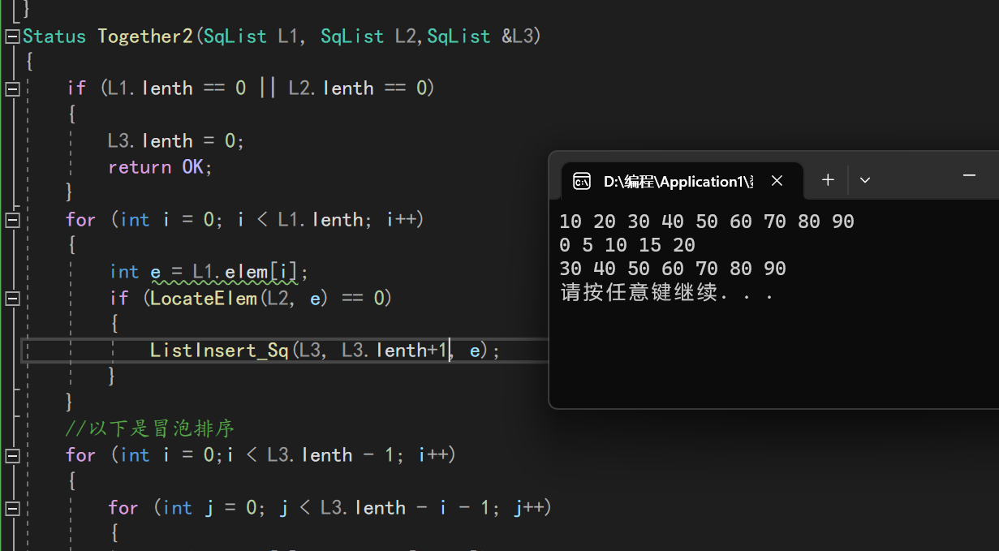 }
Status Together2(SqList L1, SqList L2,SqList &L3)
{
if (L1.lenth == 0 || L2.lenth == 0)
{
L3.lenth = 0;
return OK;
}
for (int i = 0; i < L1.lenth; i++)
{
int e = L1.elem[i];
if (LocateElem(L2, e) == 0)
{
ListInsert_Sq(L3, L3.lenth+1, e);
}
}
//以下是冒泡排序
for (int i = 0;i < L3.lenth - 1; i++)
{
for (int j = 0; j < L3.lenth - i - 1; j++)
{
D:\编程\Application1\
10 20 30 40 50 60 70 80 90
0 5 10 15 20
30 40 50 60 70 80 90
请按任意键继续. . .